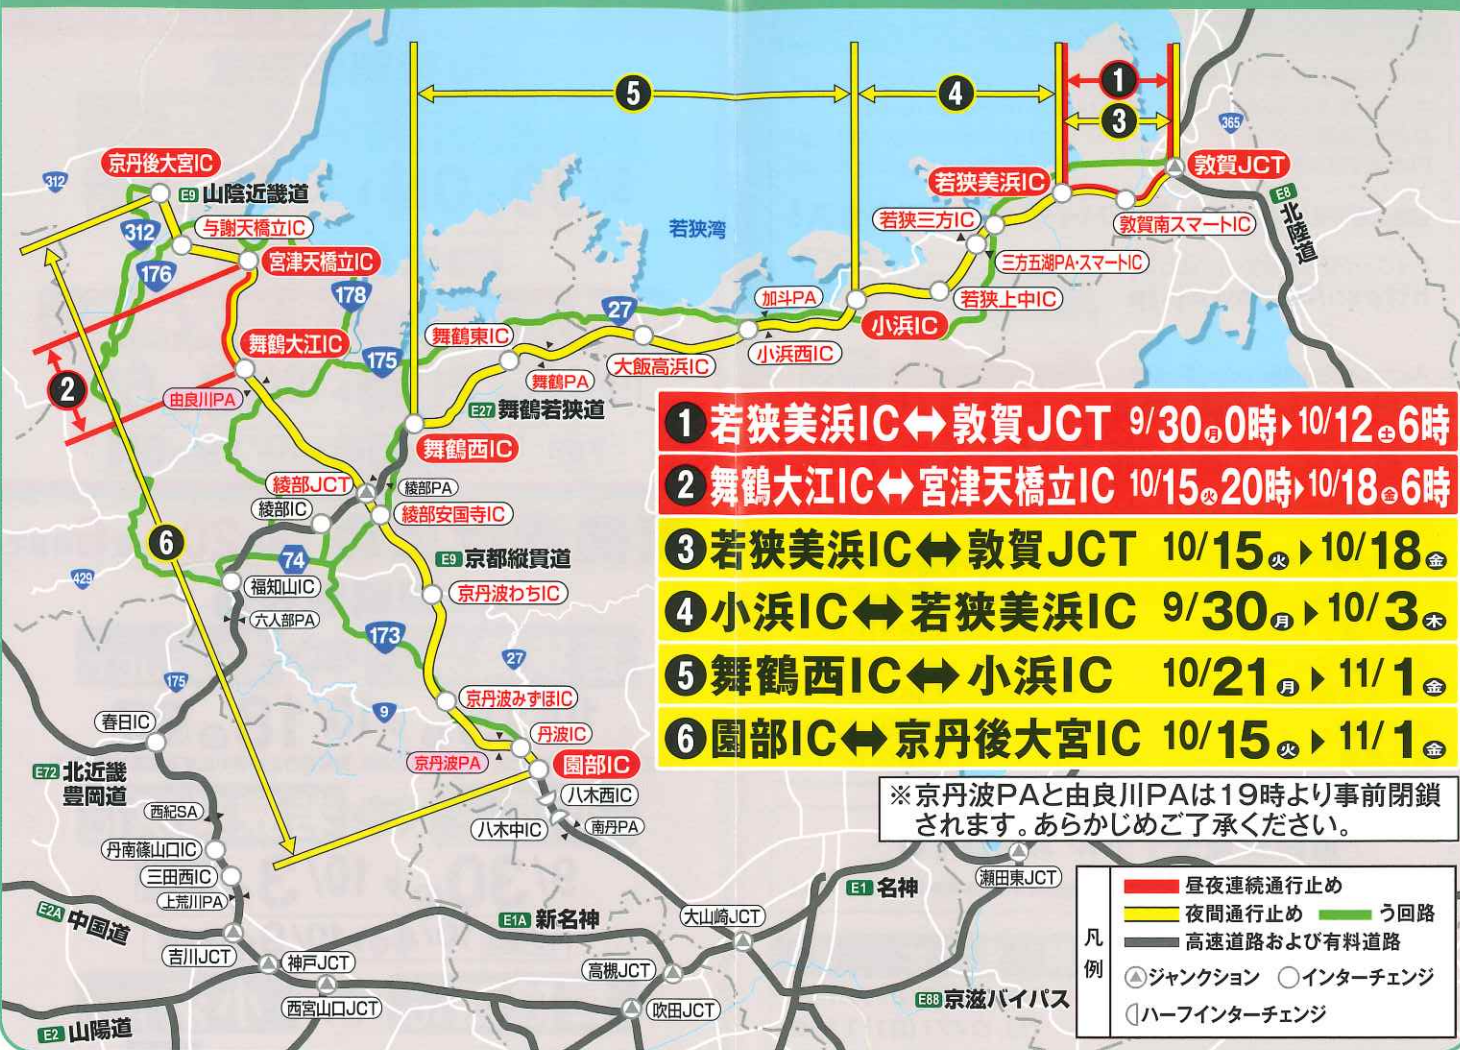 5
4
1
3
365
京丹後大宮IC
312
E9 山陰近畿道
敦賀JCT
若狭美浜IC
E8 北陸道
312
与謝天橋立IC
若狭三方IC
敦賀南スマートIC
若狭湾
176
宮津天橋立IC
三方五湖PA・スマートIC
178
加斗PA
若狭上中IC
27
小浜IC
舞鶴東IC
舞鶴大江IC
175
大飯高浜IC
小浜西IC
2
舞鶴PA
由良川PA
E27 舞鶴若狭道
舞鶴西IC
1 若狭美浜IC⬌敦賀JCT 9/30月0時▶10/12土6時
2 舞鶴大江IC⬌宮津天橋立IC 10/15火20時▶10/18金6時
3 若狭美浜IC⬌敦賀JCT 10/15火▶10/18金
4 小浜IC⬌若狭美浜IC 9/30月▶10/3木
5 舞鶴西IC⬌小浜IC 10/21月▶11/1金
6 園部IC⬌京丹後大宮IC 10/15火▶11/1金
綾部JCT
綾部PA
綾部IC
綾部安国寺IC
6
74
E9 京都縦貫道
429
福知山IC
京丹波わちIC
六人部PA
173
27
175
京丹波みずほIC
9
春日IC
丹波IC
京丹波PA
園部IC
E72 北近畿
豊岡道
八木西IC
西紀SA
八木中IC
南丹PA
※京丹波PAと由良川PAは19時より事前閉鎖
されます。あらかじめご了承ください。
丹南篠山口IC
三田西IC
上荒川PA
E1 名神
瀬田東JCT
E2A 中国道
E1A 新名神
大山崎JCT
吉川JCT
神戸JCT
高槻JCT
西宮山口JCT
吹田JCT
E88 京滋バイパス
E2 山陽道
凡例
昼夜連続通行止め
夜間通行止め う回路
高速道路および有料道路
ジャンクション インターチェンジ
ハーフインターチェンジ